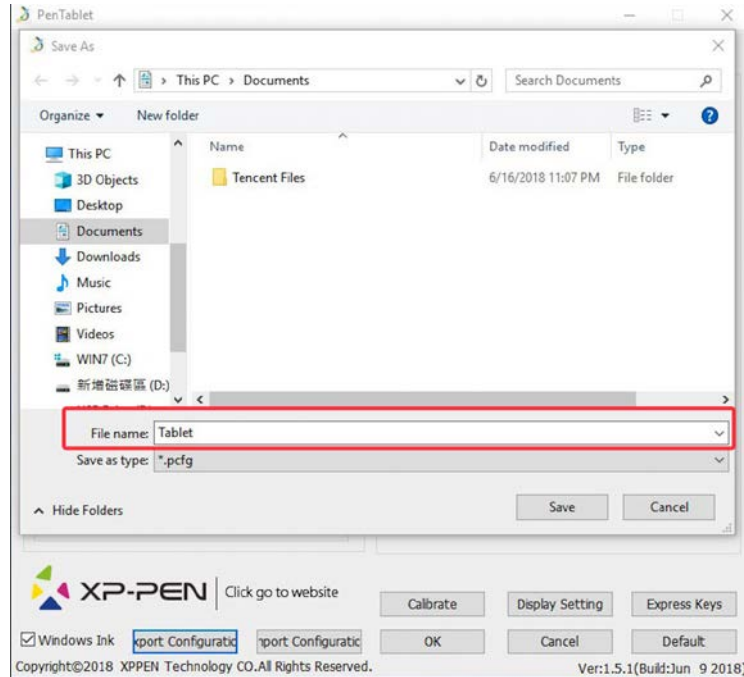 PenTablet
Save As
This PC > Documents
Search Documents
Organize
New folder
Name
Date modified
Type
This PC
3D Objects
Desktop
Documents
Downloads
Music
Pictures
Videos
WIN7 (C:)
新增磁碟區 (D:)
Tencent Files
6/16/2018 11:07 PM
File folder
File name: Tablet
Save as type: *.pcfg
Hide Folders
Save
Cancel
XP-PEN
Click go to website
Calibrate
Display Setting
Express Keys
Windows Ink
xport Configuratic
nport Configuratic
OK
Cancel
Default
Copyright©2018 XPPEN Technology CO.All Rights Reserved.
Ver:1.5.1(Build:Jun 9 2018)